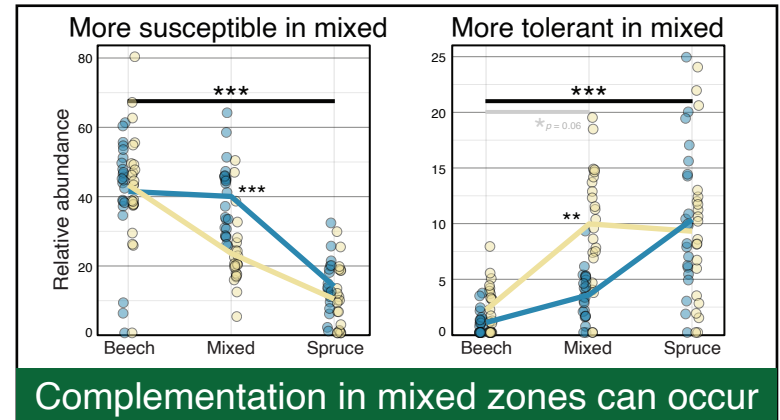 More susceptible in mixed
More tolerant in mixed
Relative abundance
80
60
40
20
0
***
***
Beech Mixed Spruce
25
20
15
10
5
0
***
*p = 0.06
**
Beech Mixed Spruce
Complementation in mixed zones can occur